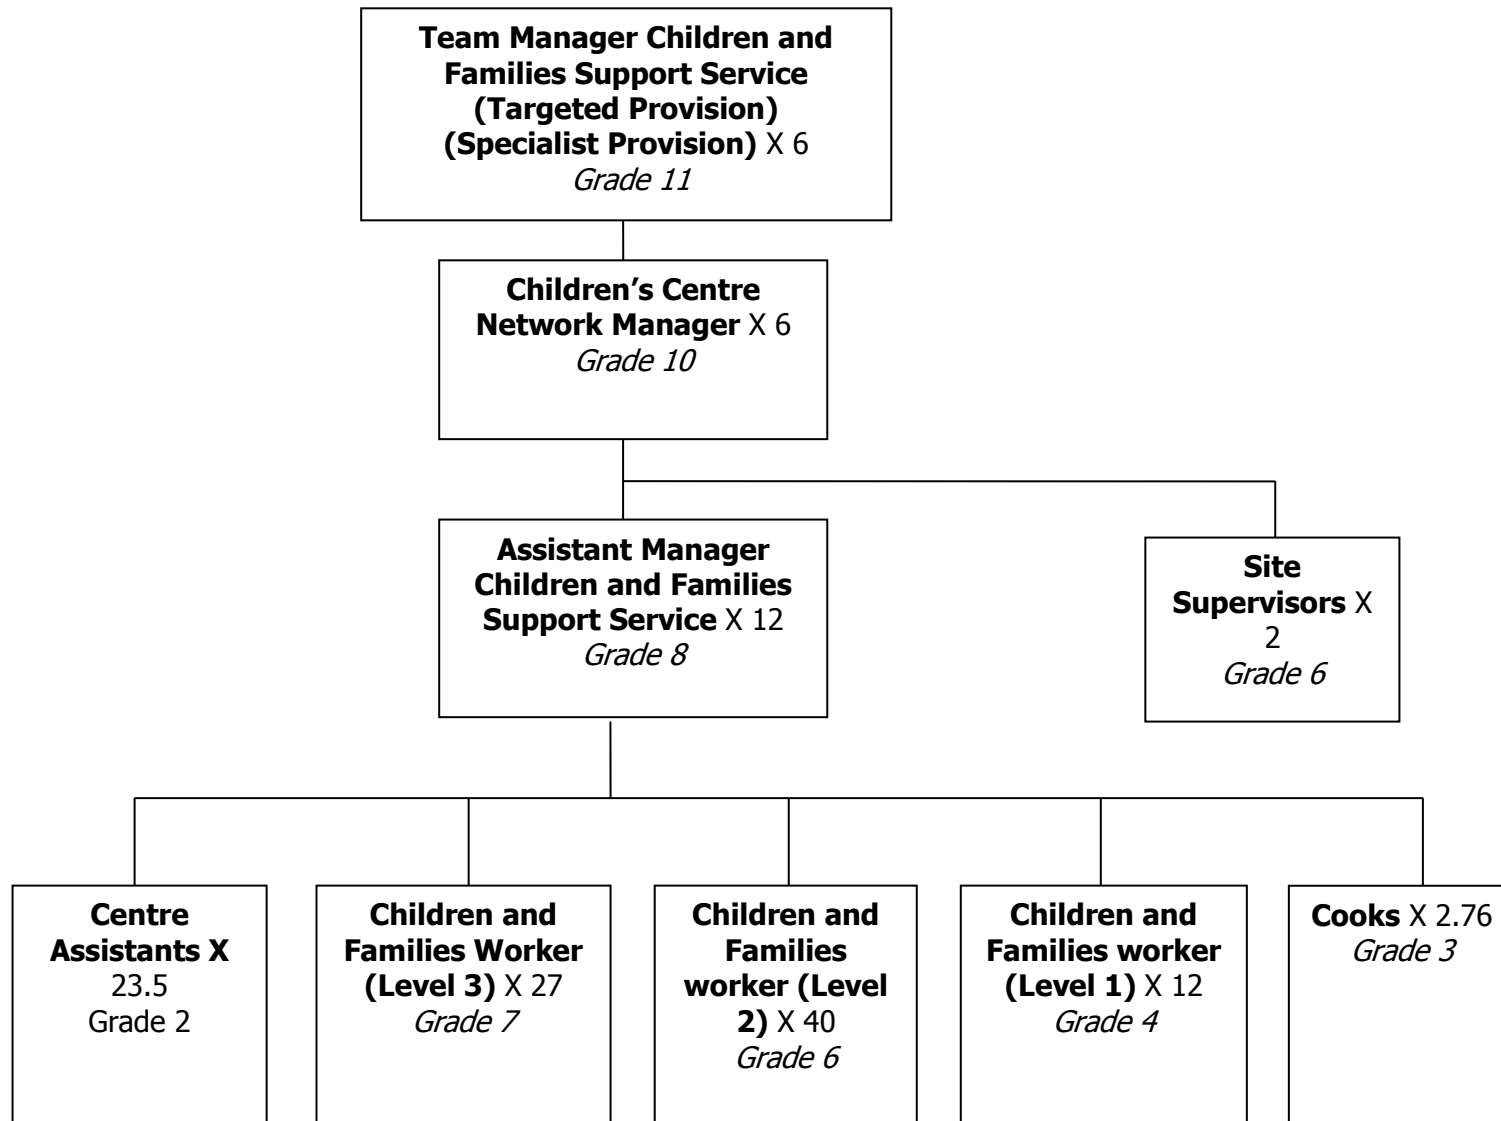 Team Manager Children and
Families Support Service
(Targeted Provision)
(Specialist Provision) X 6
Grade 11
Children’s Centre
Network Manager X 6
Grade 10
Assistant Manager
Children and Families
Support Service X 12
Grade 8
Site
Supervisors X
2
Grade 6
Centre
Assistants X
23.5
Grade 2
Children and
Families Worker
(Level 3) X 27
Grade 7
Children and
Families
worker (Level
2) X 40
Grade 6
Children and
Families worker
(Level 1) X 12
Grade 4
Cooks X 2.76
Grade 3